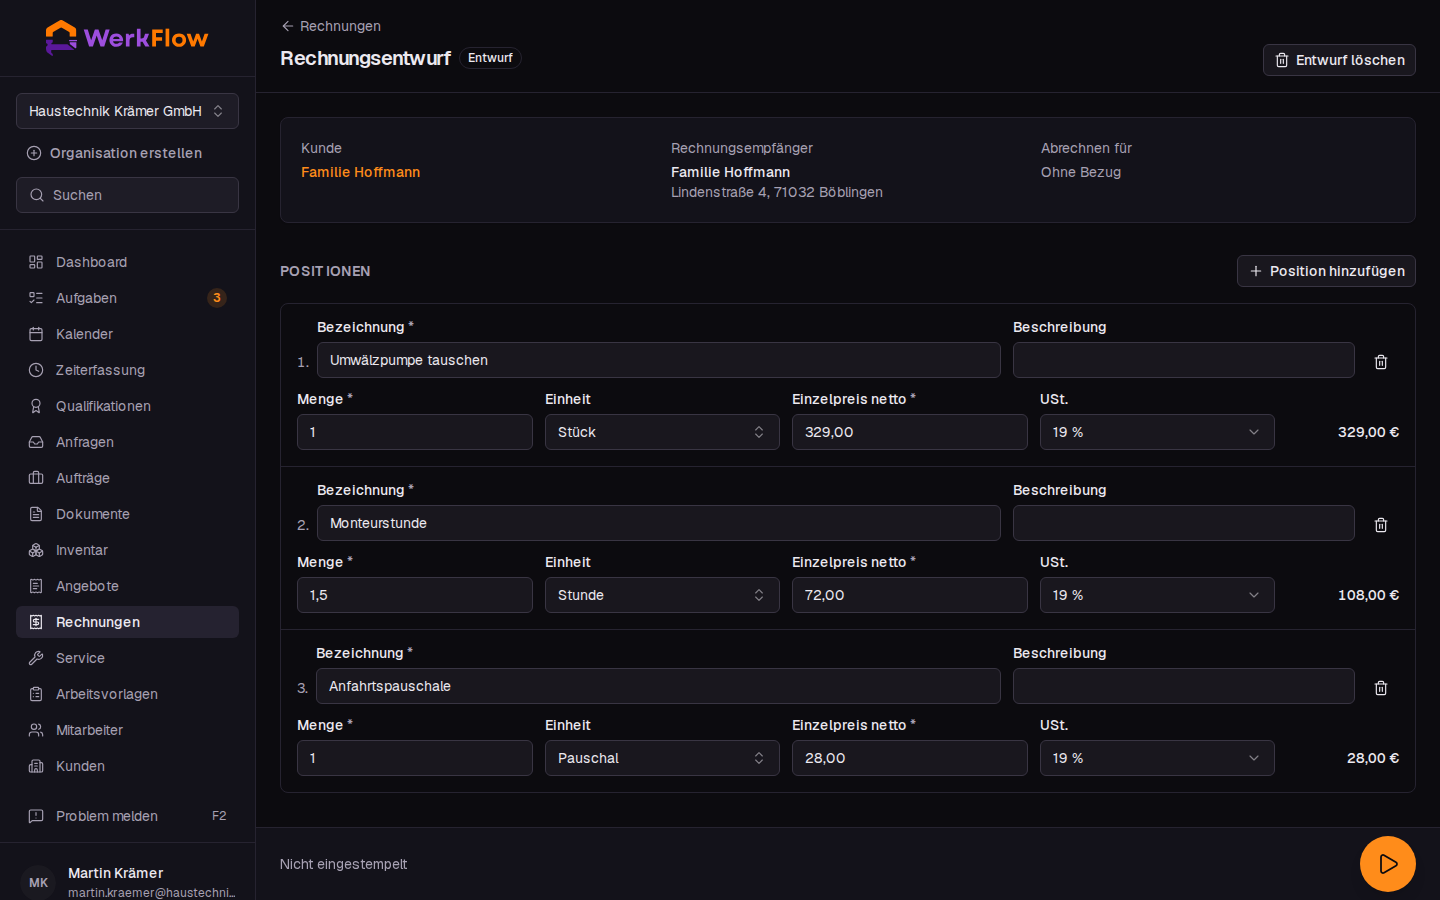 WerkFlow
Haustechnik Krämer GmbH
Organisation erstellen
Suchen
Dashboard
Aufgaben 3
Kalender
Zeiterfassung
Qualifikationen
Anfragen
Aufträge
Dokumente
Inventar
Angebote
Rechnungen
Service
Arbeitsvorlagen
Mitarbeiter
Kunden
Problem melden F2
MK Martin Krämer
martin.kraemer@haustechni...
Rechnungen
Rechnungsentwurf Entwurf
Entwurf löschen
Kunde
Familie Hoffmann
Rechnungsempfänger
Familie Hoffmann
Lindenstraße 4, 71032 Böblingen
Abrechnen für
Ohne Bezug
POSITIONEN
Position hinzufügen
Bezeichnung * Beschreibung
1. Umwälzpumpe tauschen
Menge * Einheit Einzelpreis netto * USt.
1 Stück 329,00 19 % 329,00 €
Bezeichnung * Beschreibung
2. Monteurstunde
Menge * Einheit Einzelpreis netto * USt.
1,5 Stunde 72,00 19 % 108,00 €
Bezeichnung * Beschreibung
3. Anfahrtspauschale
Menge * Einheit Einzelpreis netto * USt.
1 Pauschal 28,00 19 % 28,00 €
Nicht eingestempelt